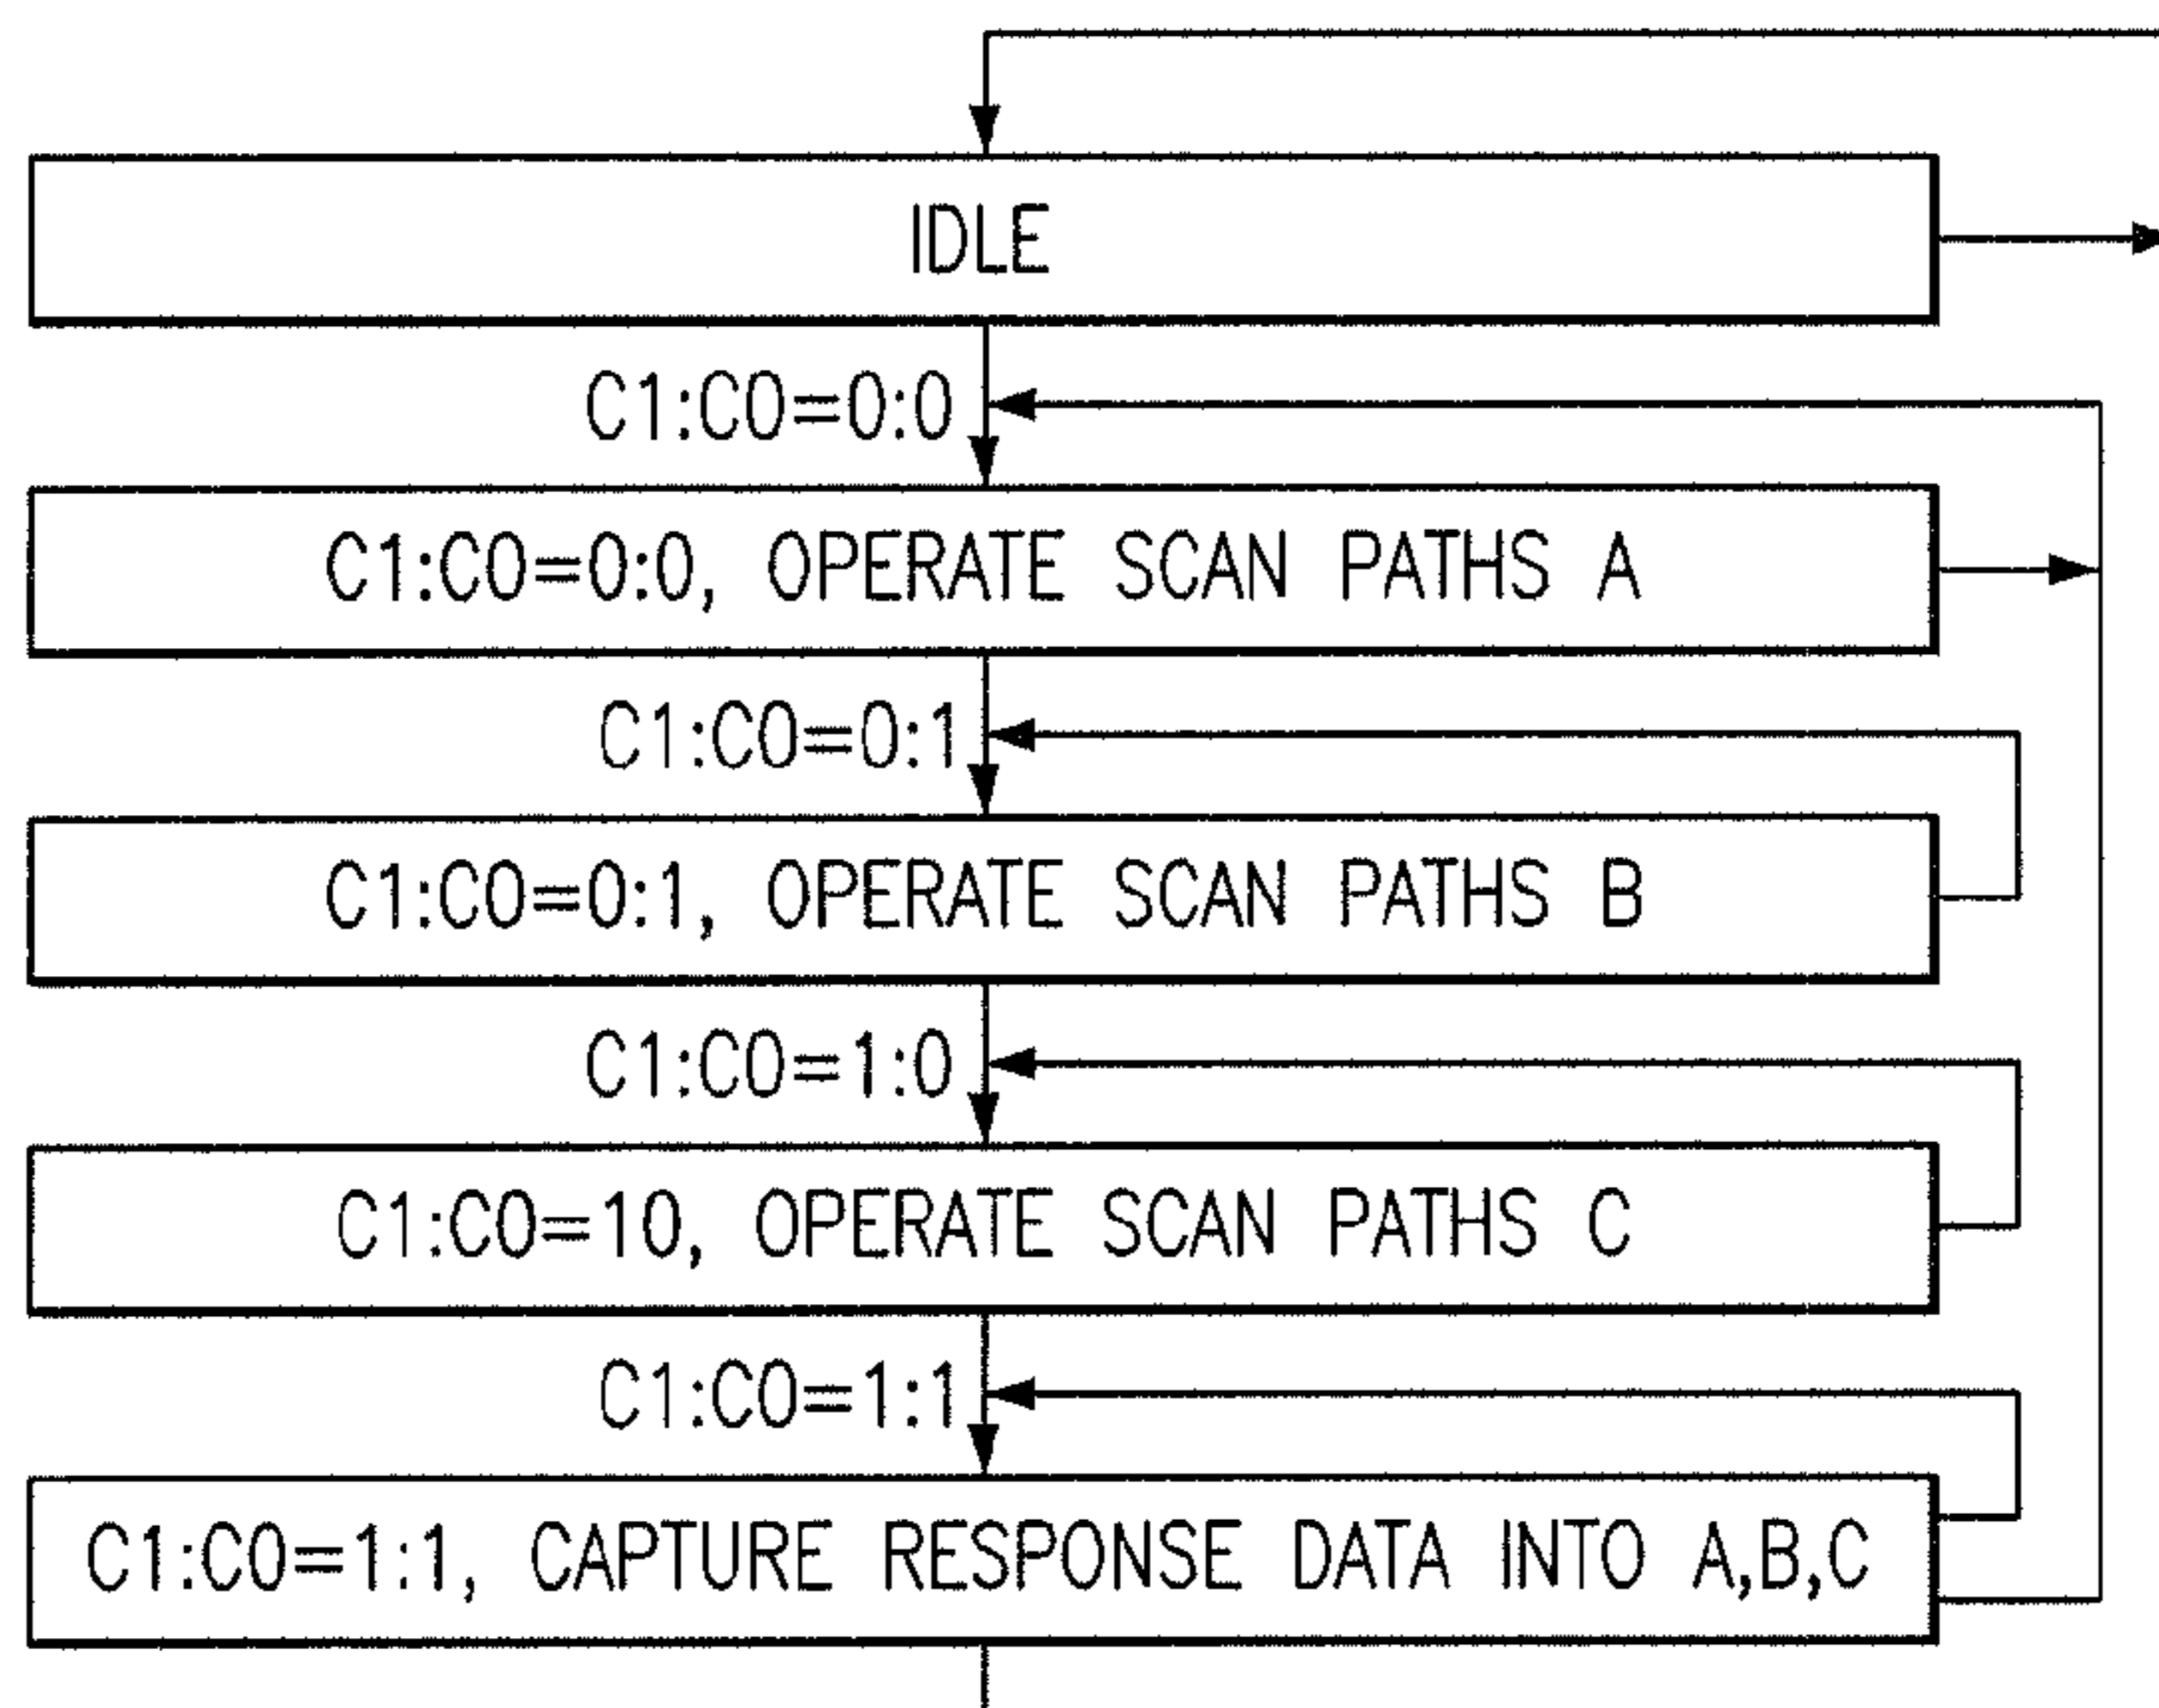 IDLE
C1:C0=0:0
C1:C0=0:0, OPERATE SCAN PATHS A
C1:C0=0:1
C1:C0=0:1, OPERATE SCAN PATHS B
C1:C0=1:0
C1:C0=10, OPERATE SCAN PATHS C
C1:C0=1:1
C1:C0=1:1, CAPTURE RESPONSE DATA INTO A,B,C